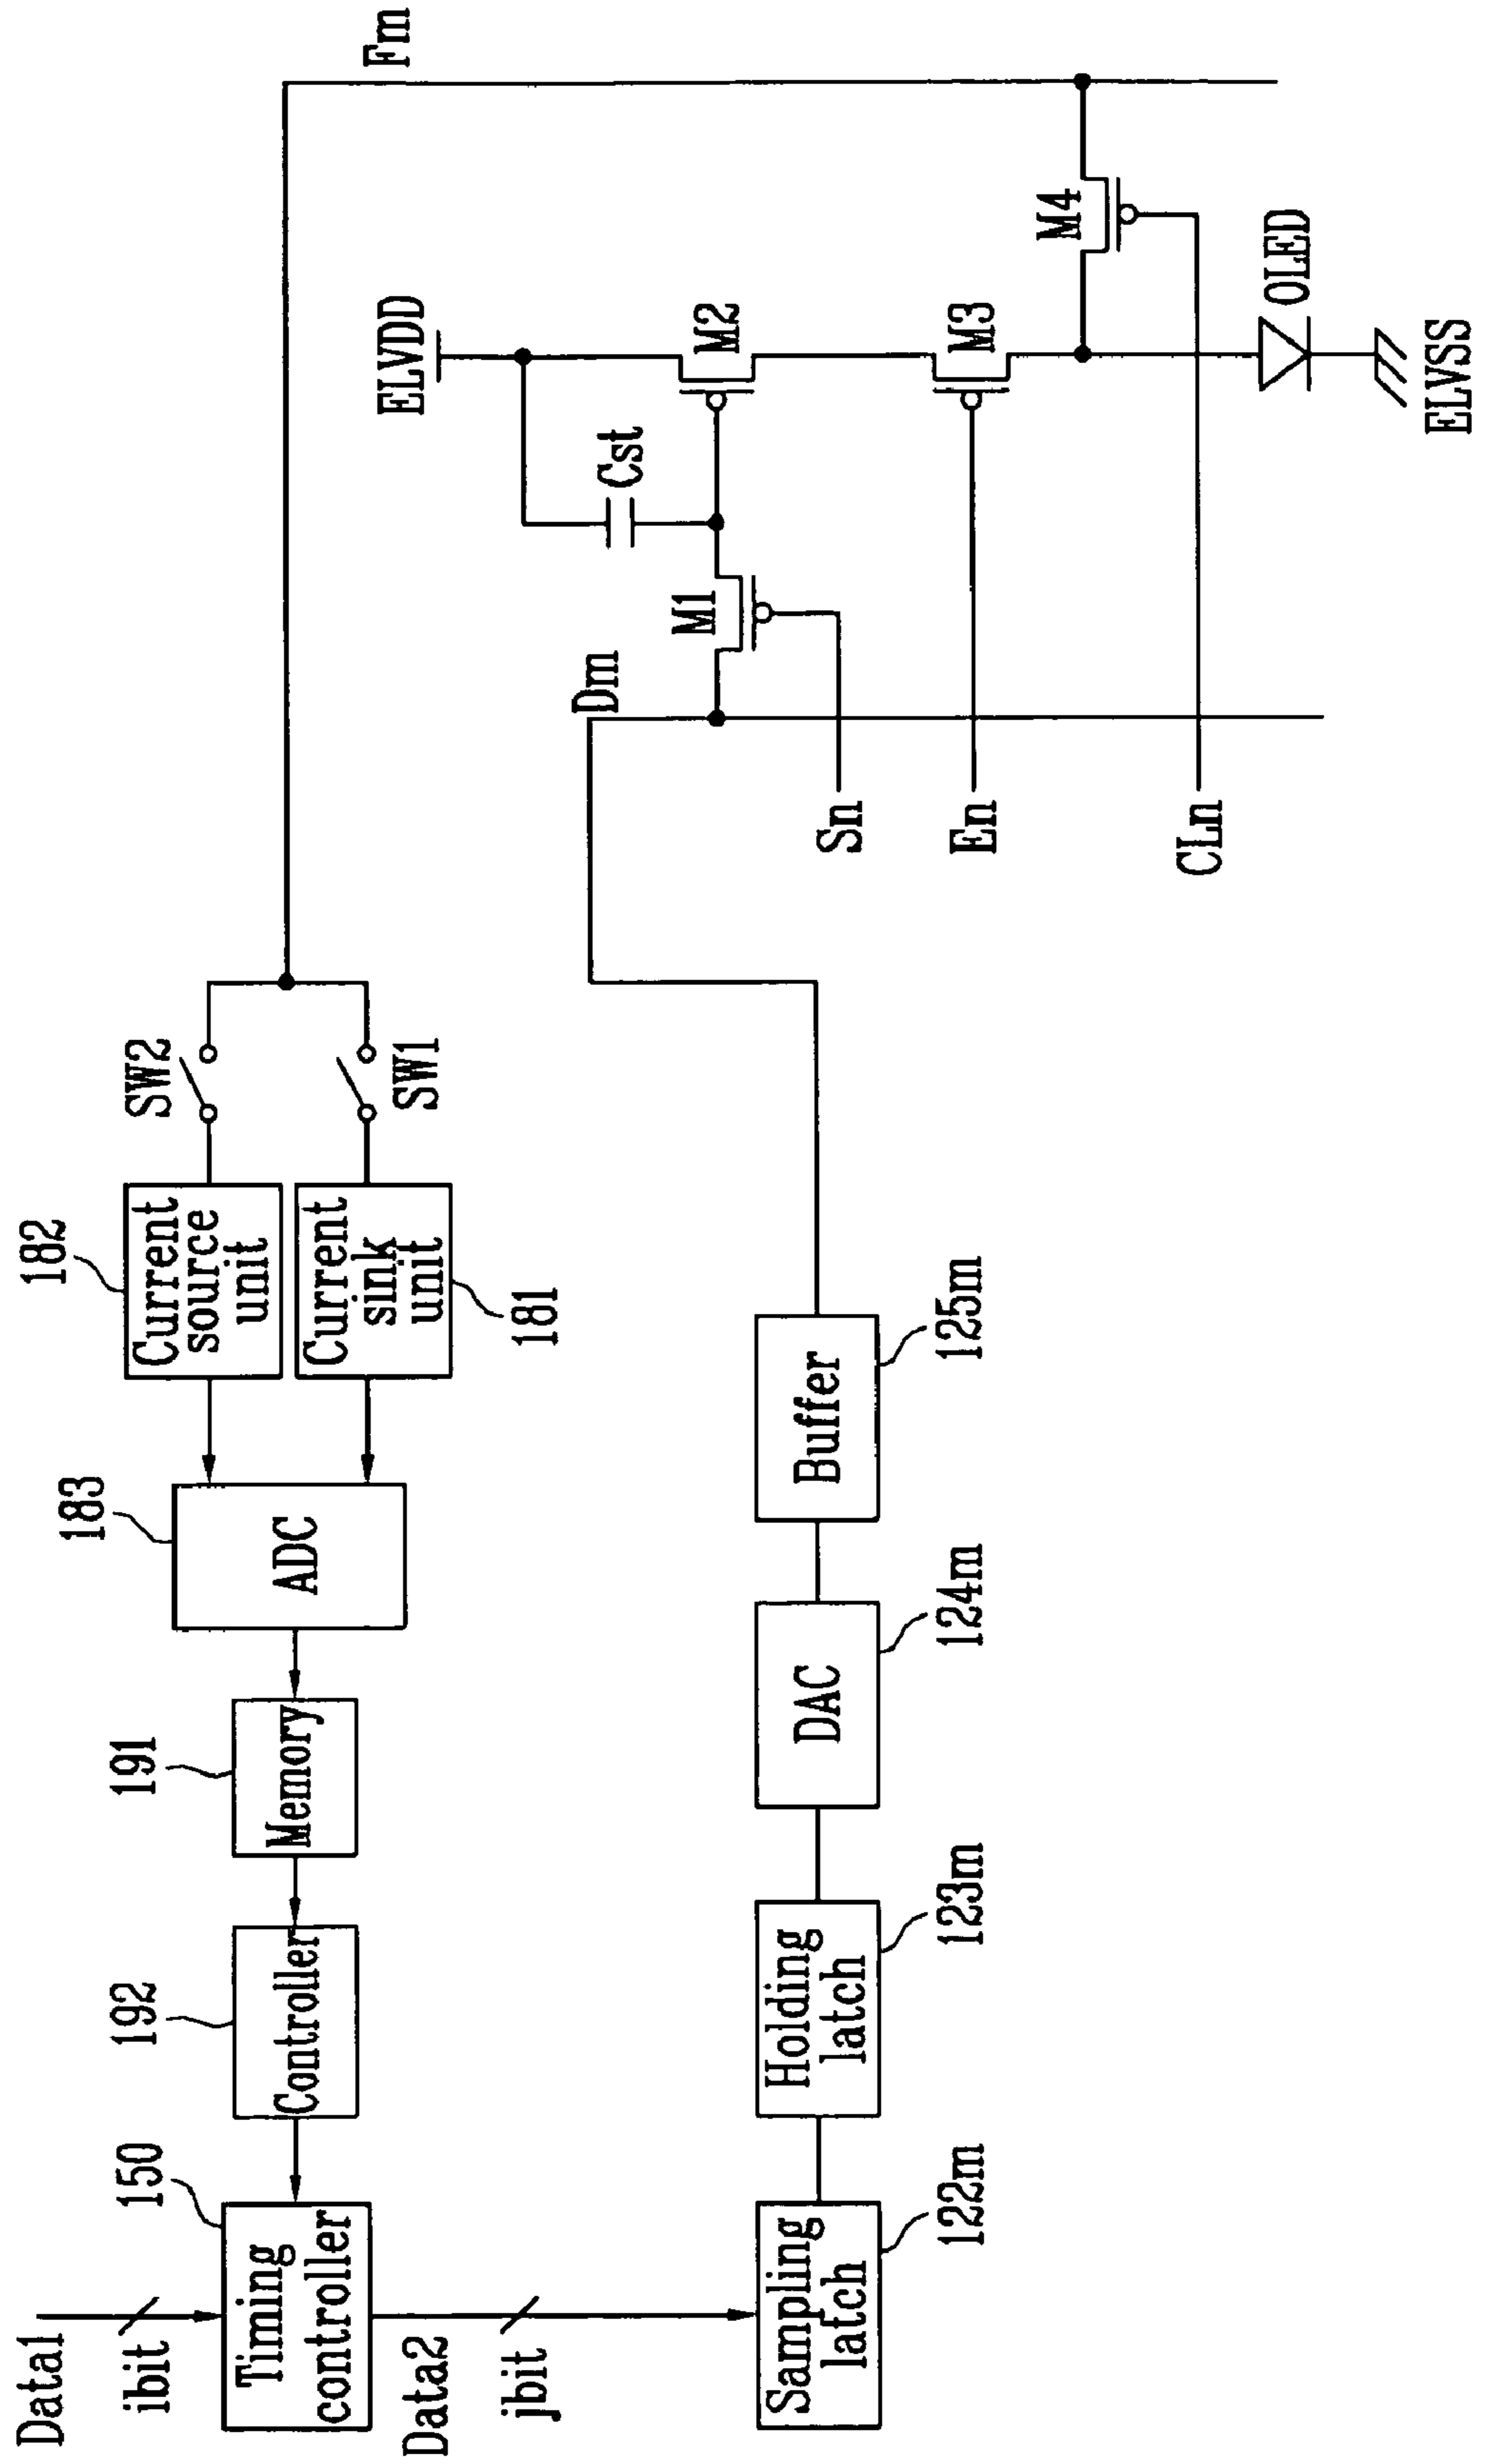 Data1
ibit
150
Timing
controller
192
Controller
191
Memory
183
ADC
182
Current
source
unit
SW2
Current
sink
unit
181
SW1
Fm
Data2
jbit
Sampling
latch
122m
Holding
latch
123m
DAC
124m
Buffer
125m
Dm
ELVDD
Cst
M1
M2
Sn
M3
En
M4
CLn
OLED
ELVSS